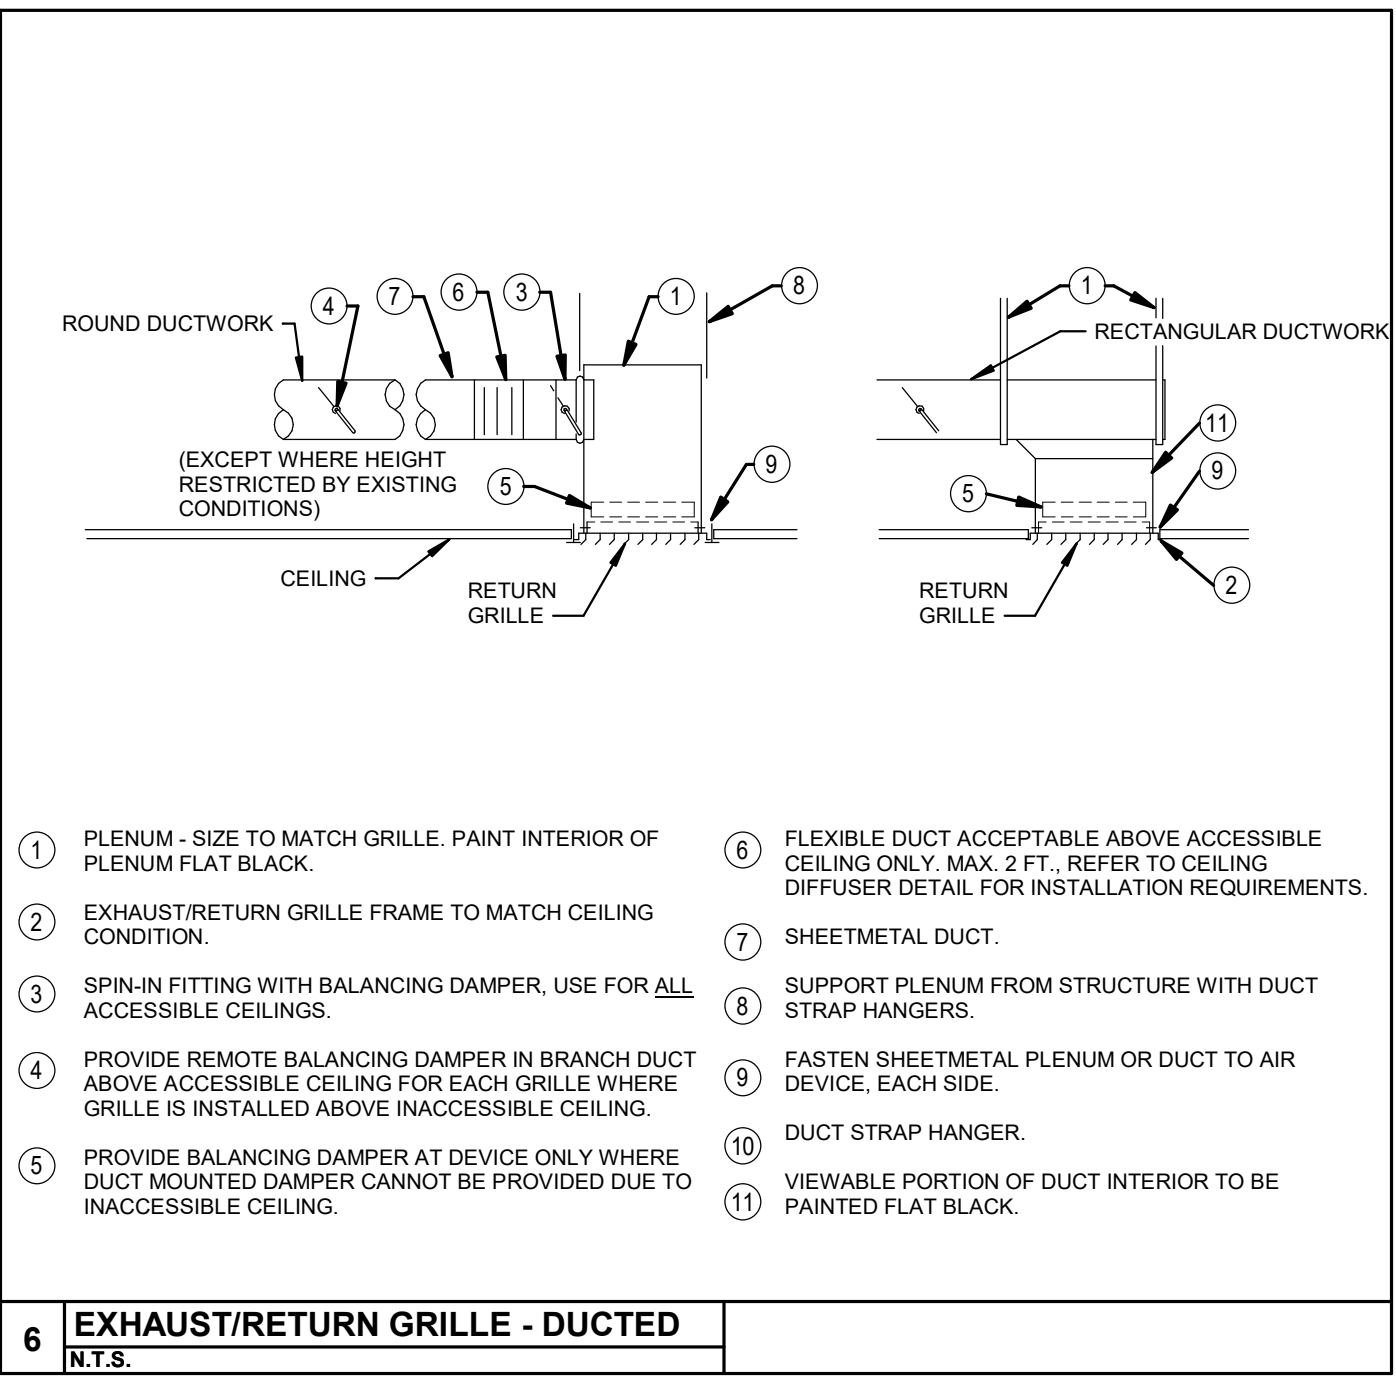 4
7
6
3
1
8
1
ROUND DUCTWORK
RECTANGULAR DUCTWORK
(EXCEPT WHERE HEIGHT
RESTRICTED BY EXISTING
CONDITIONS)
5
9
5
11
9
CEILING
RETURN
GRILLE
RETURN
GRILLE
2
1
PLENUM - SIZE TO MATCH GRILLE. PAINT INTERIOR OF
PLENUM FLAT BLACK.
2
EXHAUST/RETURN GRILLE FRAME TO MATCH CEILING
CONDITION.
3
SPIN-IN FITTING WITH BALANCING DAMPER, USE FOR ALL
ACCESSIBLE CEILINGS.
4
PROVIDE REMOTE BALANCING DAMPER IN BRANCH DUCT
ABOVE ACCESSIBLE CEILING FOR EACH GRILLE WHERE
GRILLE IS INSTALLED ABOVE INACCESSIBLE CEILING.
5
PROVIDE BALANCING DAMPER AT DEVICE ONLY WHERE
DUCT MOUNTED DAMPER CANNOT BE PROVIDED DUE TO
INACCESSIBLE CEILING.
6
FLEXIBLE DUCT ACCEPTABLE ABOVE ACCESSIBLE
CEILING ONLY. MAX. 2 FT., REFER TO CEILING
DIFFUSER DETAIL FOR INSTALLATION REQUIREMENTS.
7
SHEETMETAL DUCT.
8
SUPPORT PLENUM FROM STRUCTURE WITH DUCT
STRAP HANGERS.
9
FASTEN SHEETMETAL PLENUM OR DUCT TO AIR
DEVICE, EACH SIDE.
10
DUCT STRAP HANGER.
11
VIEWABLE PORTION OF DUCT INTERIOR TO BE
PAINTED FLAT BLACK.
6
EXHAUST/RETURN GRILLE - DUCTED
N.T.S.